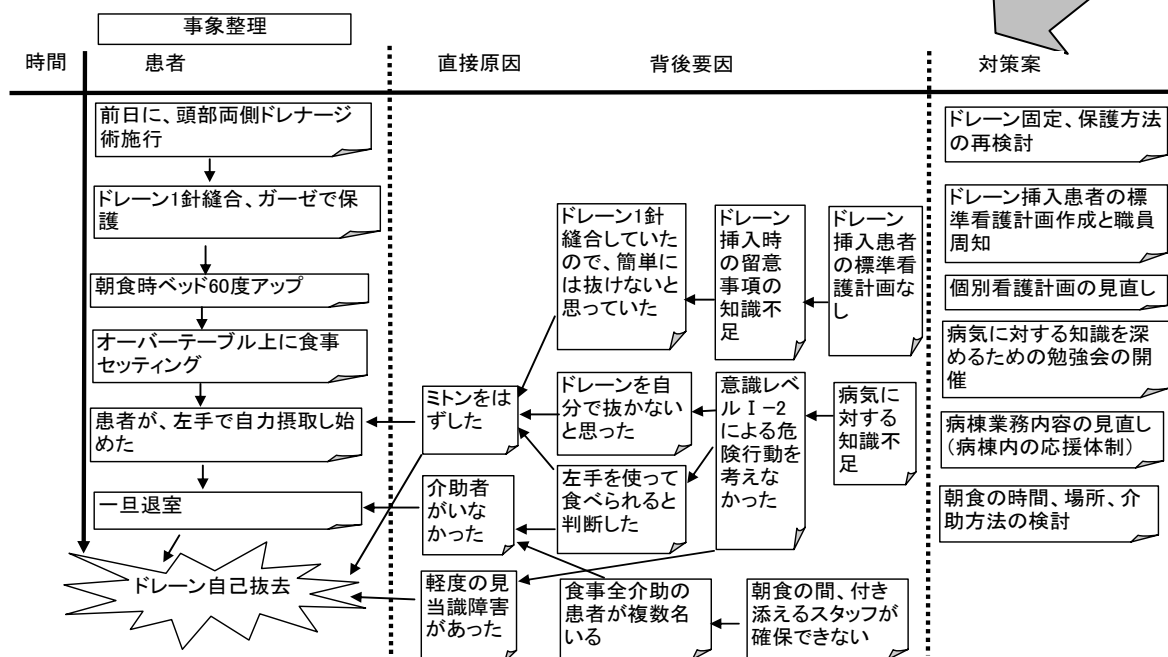 事象整理
時間
患者
直接原因
背後要因
対策案
前日に、頭部両側ドレナージ
術施行
ドレーン1針縫合、ガーゼで保
護
朝食時ベッド60度アップ
オーバーテーブル上に食事
セッティング
患者が、左手で自力摂取し始
めた
一旦退室
ドレーン自己抜去
ミトンをは
ずした
介助者
がいな
かった
軽度の見
当識障害
があった
ドレーン1針
縫合していた
ので、簡単に
は抜けないと
思っていた
ドレーンを自
分で抜かない
と思った
左手を使って
食べられると
判断した
食事全介助の
患者が複数名
いる
ドレーン
挿入時
の留意
事項の
知識不
足
意識レベ
ルⅠ-2
による危
険行動を
考えな
かった
朝食の間、付き
添えるスタッフが
確保できない
ドレーン
挿入患者
の標準看
護計画な
し
病気に
対する
知識不
足
ドレーン固定、保護方法
の再検討
ドレーン挿入患者の標
準看護計画作成と職員
周知
個別看護計画の見直し
病気に対する知識を深
めるための勉強会の開
催
病棟業務内容の見直し
(病棟内の応援体制)
朝食の時間、場所、介
助方法の検討